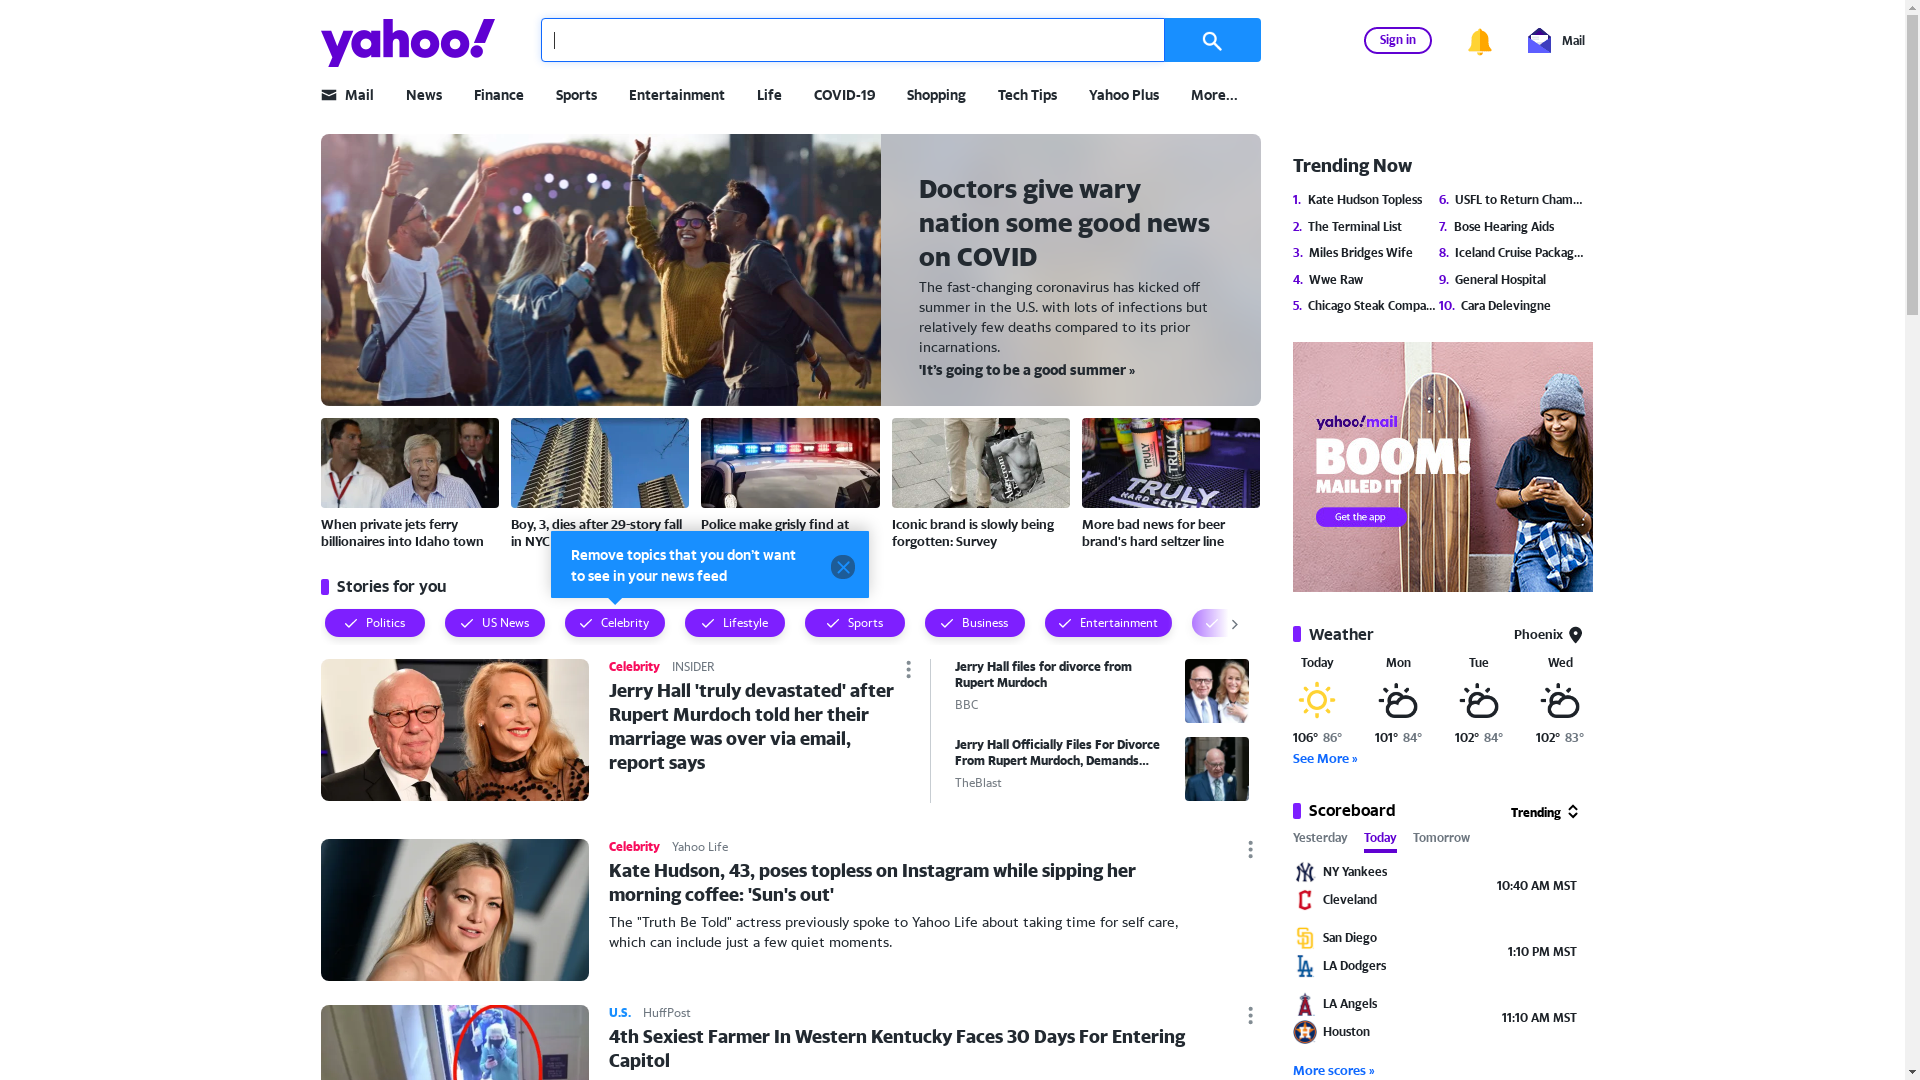 yahoo!
Sign in
Mail
Mail
News
Finance
Sports
Entertainment
Life
COVID-19
Shopping
Tech Tips
Yahoo Plus
More...
Doctors give wary
nation some good news
on COVID
The fast-changing coronavirus has kicked off
summer in the U.S. with lots of infections but
relatively few deaths compared to its prior
incarnations.
'It's going to be a good summer »
TRULY
TRULY
HARD SELTZER
When private jets ferry
billionaires into Idaho town
Boy, 3, dies after 29-story fall
in NYC
Police make grisly find at
Iconic brand is slowly being
forgotten: Survey
More bad news for beer
brand's hard seltzer line
Remove topics that you don't want
to see in your news feed
Stories for you
Politics
US News
Celebrity
Lifestyle
Sports
Business
Entertainment
Celebrity INSIDER
Jerry Hall 'truly devastated' after
Rupert Murdoch told her their
marriage was over via email,
report says
Jerry Hall files for divorce from
Rupert Murdoch
BBC
Jerry Hall Officially Files For Divorce
From Rupert Murdoch, Demands...
TheBlast
Celebrity Yahoo Life
Kate Hudson, 43, poses topless on Instagram while sipping her
morning coffee: 'Sun's out'
The "Truth Be Told" actress previously spoke to Yahoo Life about taking time for self care,
which can include just a few quiet moments.
U.S. HuffPost
4th Sexiest Farmer In Western Kentucky Faces 30 Days For Entering
Capitol
Trending Now
1. Kate Hudson Topless
2. The Terminal List
3. Miles Bridges Wife
4. Wwe Raw
5. Chicago Steak Compa...
6. USFL to Return Cham...
7. Bose Hearing Aids
8. Iceland Cruise Packag...
9. General Hospital
10. Cara Delevingne
yahoo!mail
BOOM!
MAILED IT
Get the app
Weather
Phoenix
Today Mon Tue Wed
106° 86° 101° 84° 102° 84° 102° 83°
See More »
Scoreboard
Trending
Yesterday Today Tomorrow
NY Yankees
Cleveland
10:40 AM MST
San Diego
LA Dodgers
1:10 PM MST
LA Angels
Houston
11:10 AM MST
More scores »